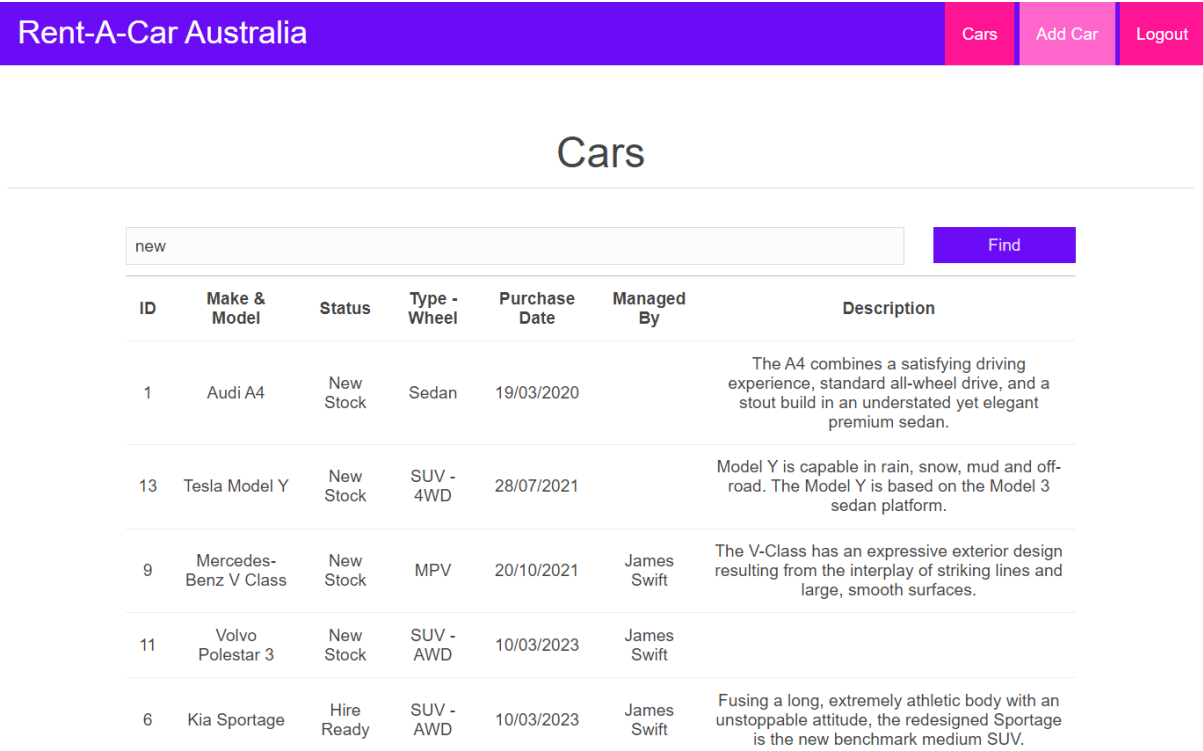 Rent-A-Car Australia
Cars Add Car Logout
Cars
new Find
ID Make & Model Status Type - Wheel Purchase Date Managed By Description
1 Audi A4 New Stock Sedan 19/03/2020 The A4 combines a satisfying driving
experience, standard all-wheel drive, and a
stout build in an understated yet elegant
premium sedan.
13 Tesla Model Y New Stock SUV - 4WD 28/07/2021 Model Y is capable in rain, snow, mud and off-
road. The Model Y is based on the Model 3
sedan platform.
9 Mercedes-Benz V Class New Stock MPV 20/10/2021 James Swift The V-Class has an expressive exterior design
resulting from the interplay of striking lines and
large, smooth surfaces.
11 Volvo Polestar 3 New Stock SUV - AWD 10/03/2023 James Swift
6 Kia Sportage Hire Ready SUV - AWD 10/03/2023 James Swift Fusing a long, extremely athletic body with an
unstoppable attitude, the redesigned Sportage
is the new benchmark medium SUV.